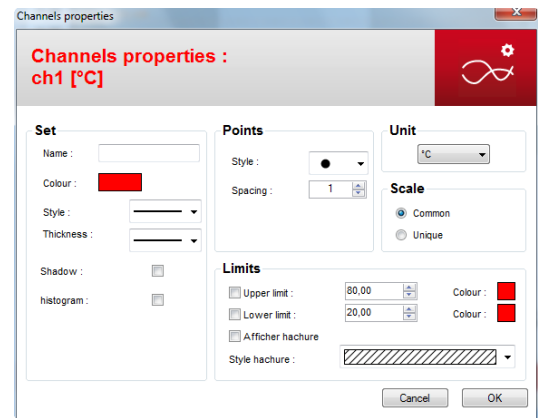 Channels properties
Channels properties :
ch1 [°C]
Set
Name :
Colour :
Style :
Thickness :
Shadow :
histogram :
Points
Style :
Spacing : 1
Unit
°C
Scale
Common
Unique
Limits
Upper limit : 80,00 Colour :
Lower limit : 20,00 Colour :
Afficher hachure
Style hachure :
Cancel OK